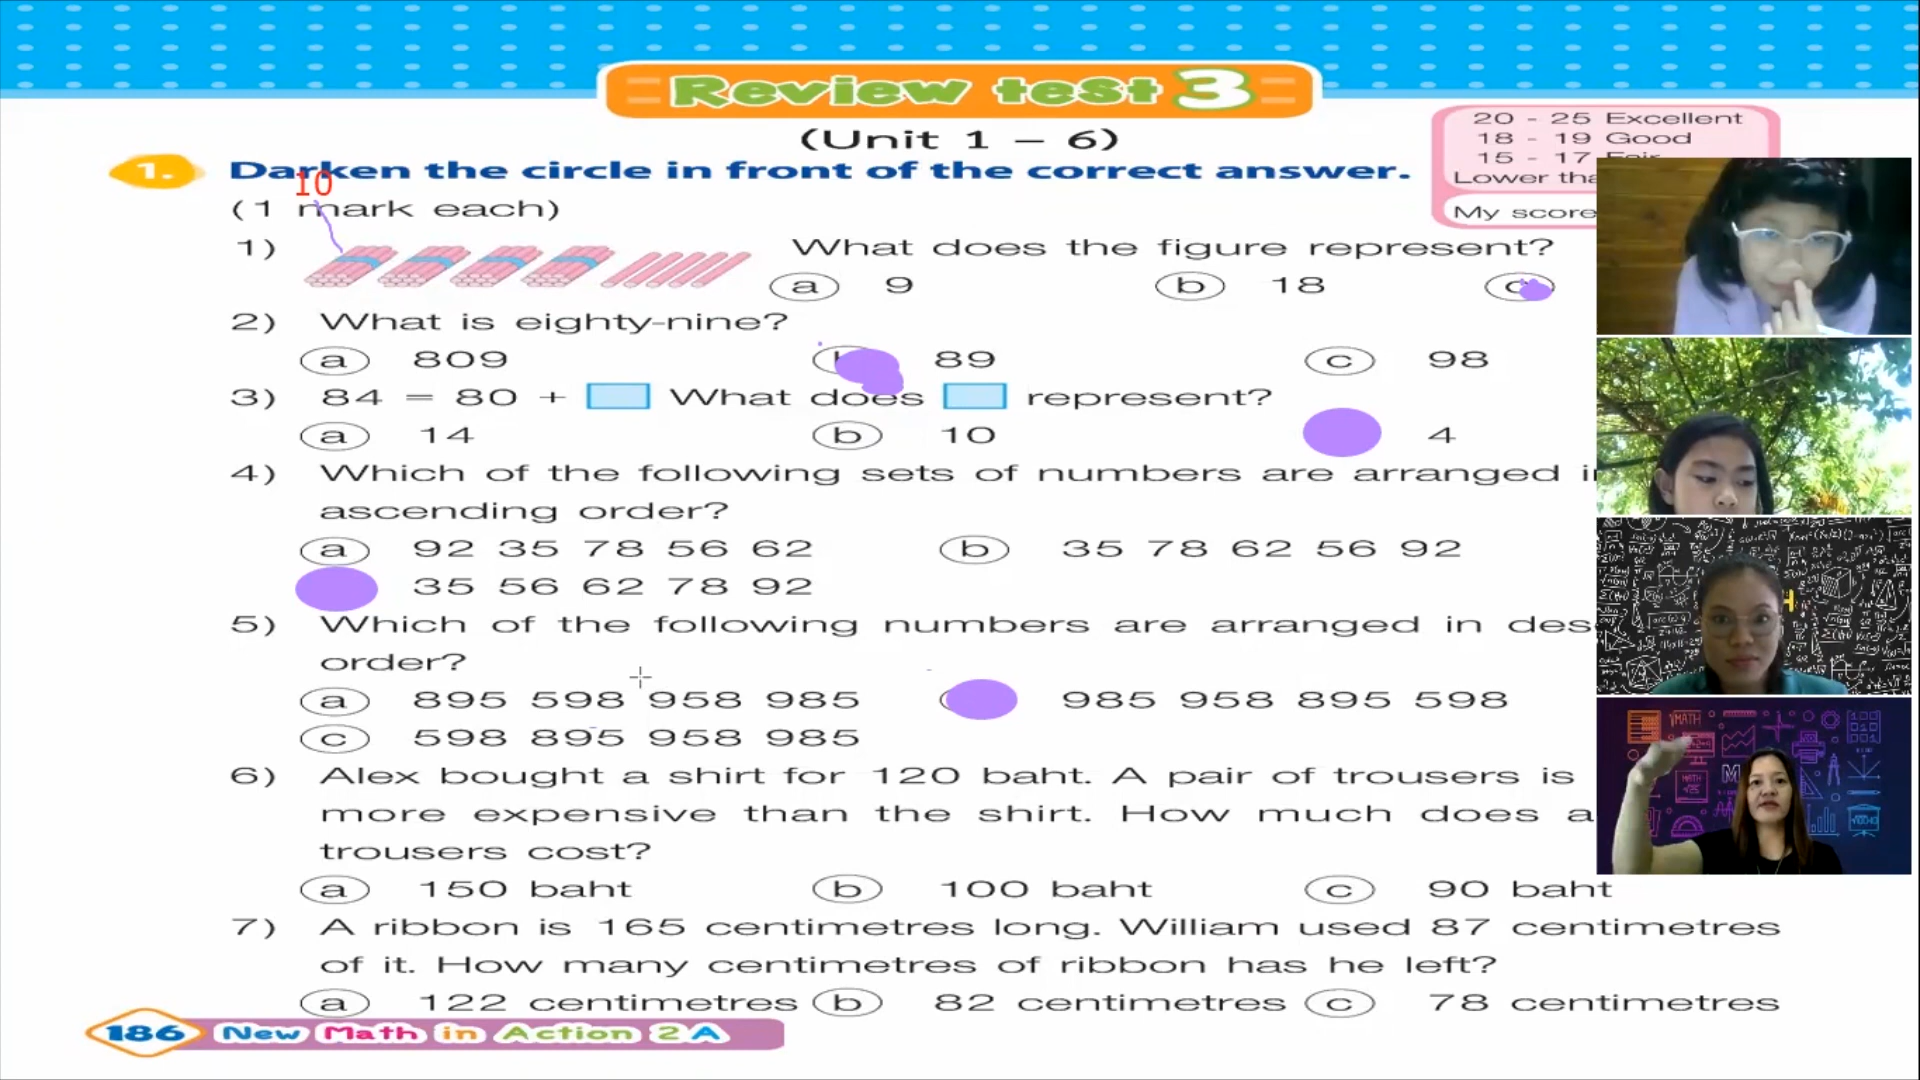 Review test 3
(Unit 1 – 6)
20 - 25 Excellent
18 - 19 Good
15 - 17 Fair
Lower
My score
1. Darken the circle in front of the correct answer.
10
(1 mark each)
1) What does the figure represent?
a 9 b 18 c
2) What is eighty-nine?
a 809 b 89 c 98
3) 84 = 80 + What does represent?
a 14 b 10 4
4) Which of the following sets of numbers are arranged
ascending order?
a 92 35 78 56 62 b 35 78 62 56 92
35 56 62 78 92
5) Which of the following numbers are arranged in
order?
a 895 598 958 985 985 958 895 598
c 598 895 958 985
6) Alex bought a shirt for 120 baht. A pair of trousers is
more expensive than the shirt. How much does a
trousers cost?
a 150 baht b 100 baht c 90 baht
7) A ribbon is 165 centimetres long. William used 87 centimetres
of it. How many centimetres of ribbon has he left?
a 122 centimetres b 82 centimetres c 78 centimetres
186 New Math in Action 2A
√MATH
MATH